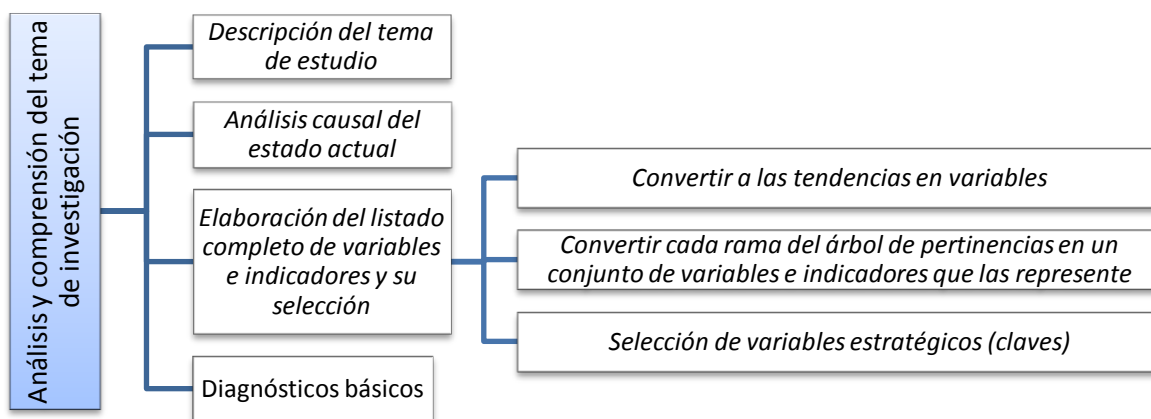 Análisis y comprensión del tema
de investigación
Descripción del tema
de estudio
Análisis causal del
estado actual
Elaboración del listado
completo de variables
e indicadores y su
selección
Diagnósticos básicos
Convertir a las tendencias en variables
Convertir cada rama del árbol de pertinencias en un
conjunto de variables e indicadores que las represente
Selección de variables estratégicos (claves)